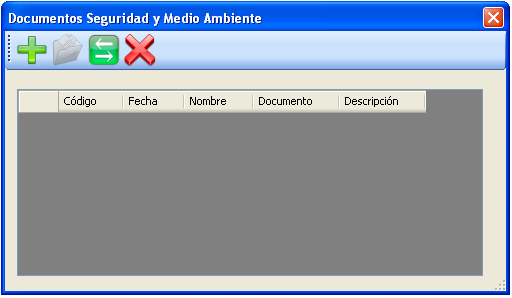 Documentos Seguridad y Medio Ambiente
Código Fecha Nombre Documento Descripción